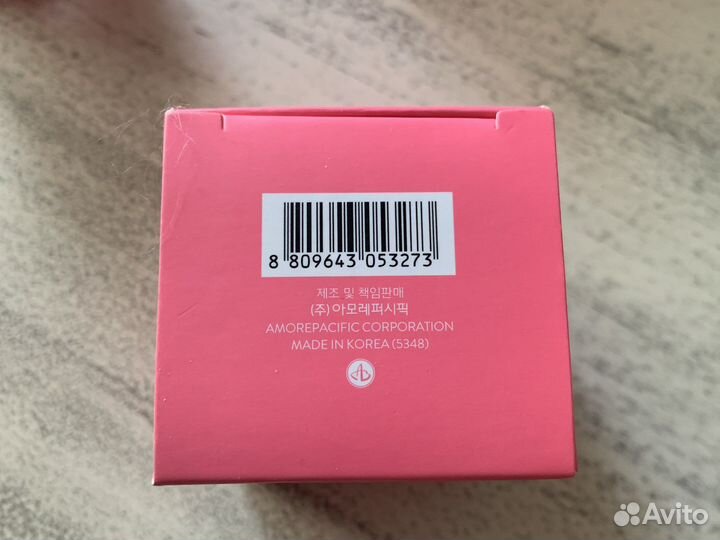 8 809643 053273
제조 및 책임판매
(주)아모레퍼시픽
AMOREPACIFIC CORPORATION
MADE IN KOREA (5348)
Avito